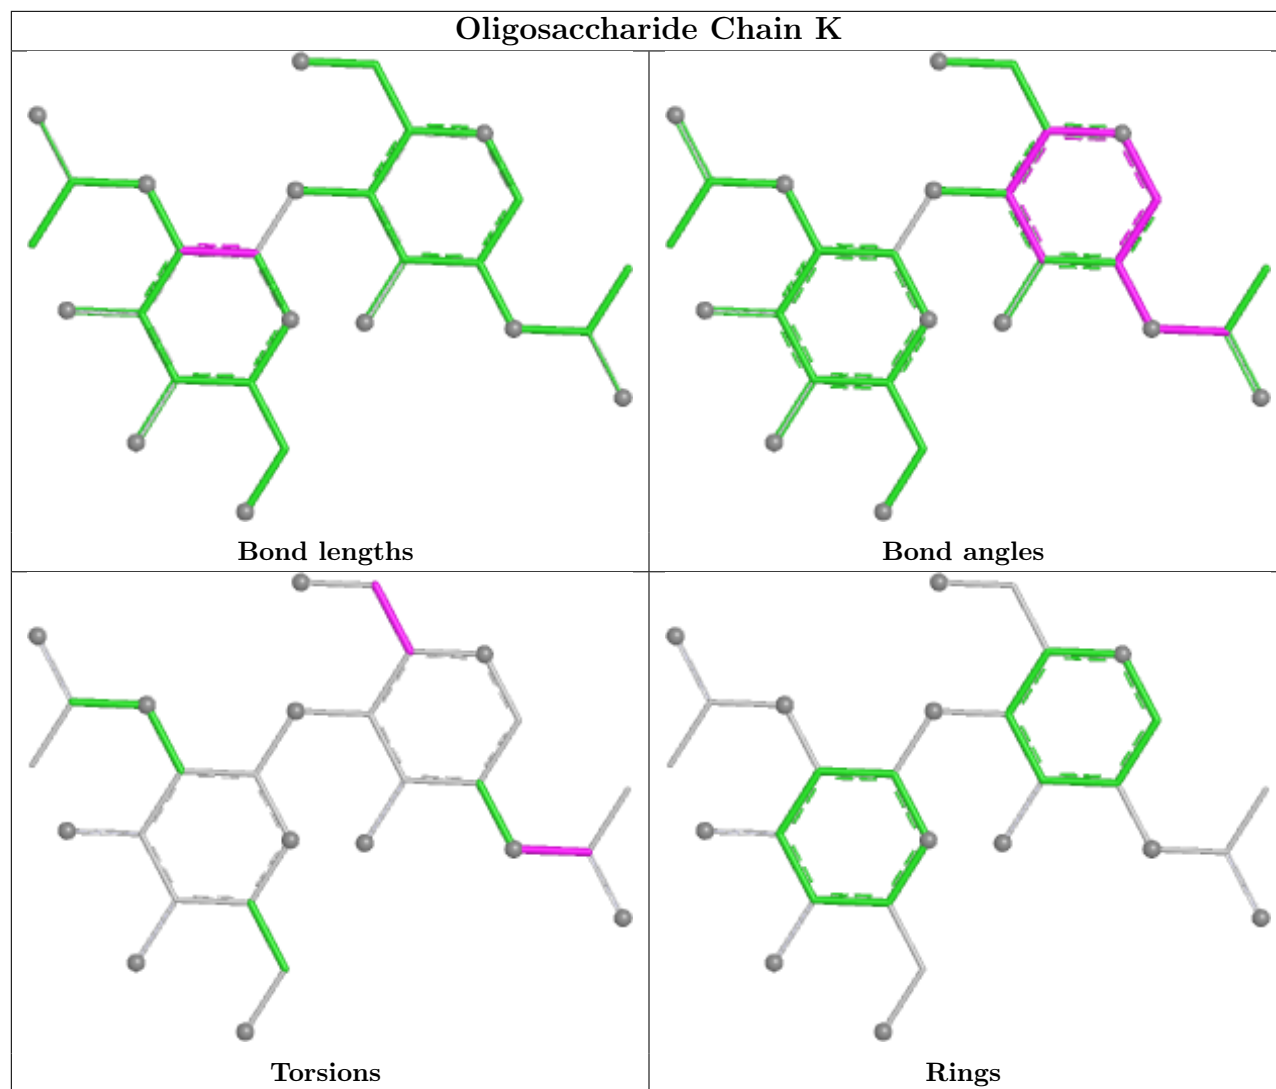 Oligosaccharide Chain K
Bond lengths
Bond angles
Torsions
Rings